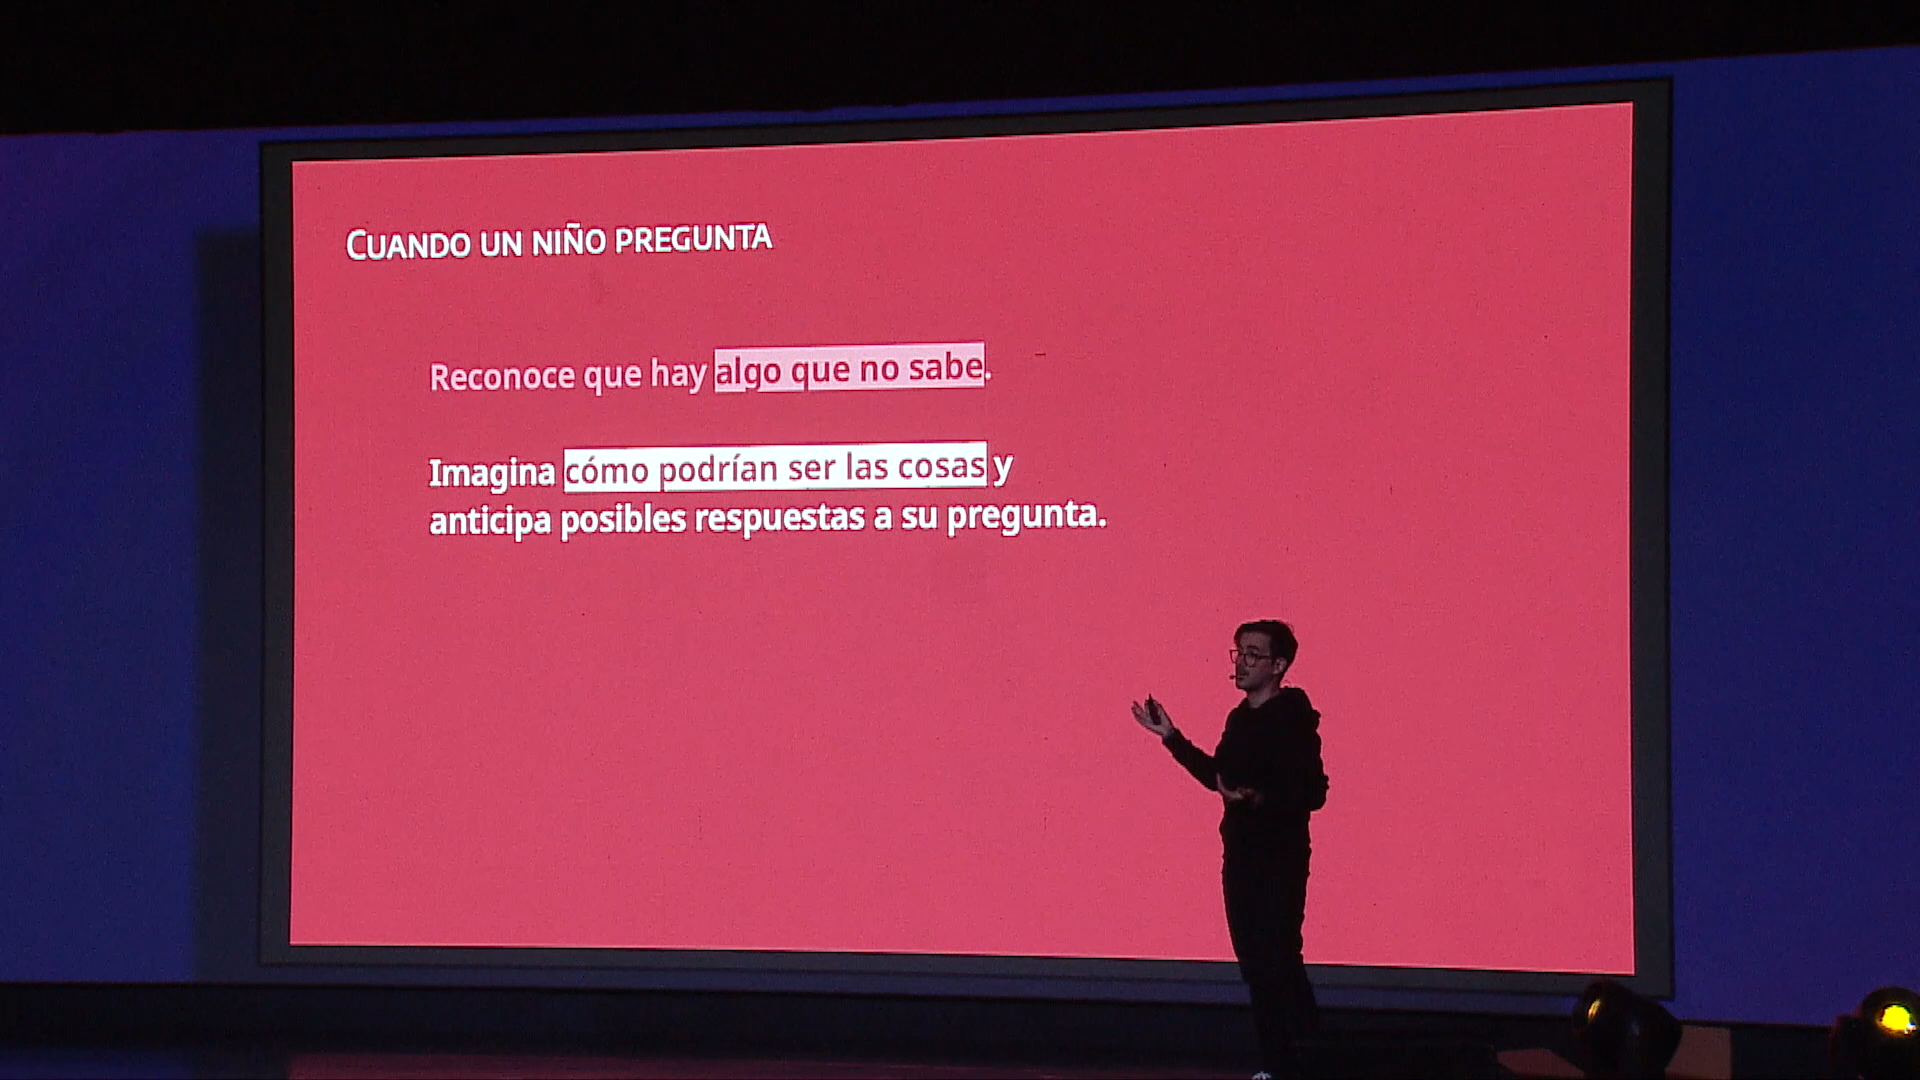 CUANDO UN NIÑO PREGUNTA
Reconoce que hay algo que no sabe.
Imagina cómo podrían ser las cosas y
anticipa posibles respuestas a su pregunta.